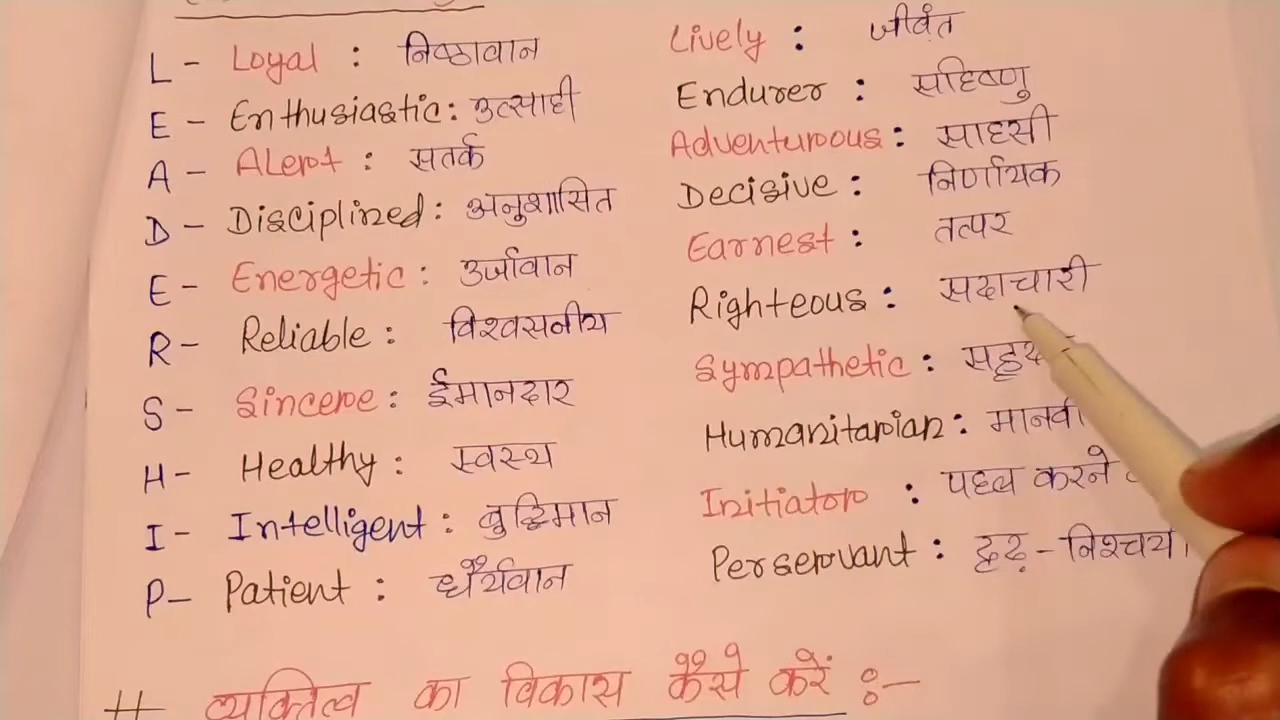 L - Loyal : निष्ठावान Lively : जीवंत
E - Enthusiastic : उत्साही Endurer : सहिष्णु
A - Alert : सतर्क Adventurous : साहसी
D - Disciplined : अनुशासित Decisive : निर्णायक
E - Energetic : उर्जावान Earnest : तत्पर
R - Reliable : विश्वसनीय Righteous : सदाचारी
S - Sincere : ईमानदार Sympathetic :
H - Healthy : स्वस्थ Humanitarian :
I - Intelligent : बुद्धिमान Initiator : पहल करने
P - Patient : धैर्यवान Perservant : दृढ़ - निश्चय
# व्यक्तित्व का विकास कैसे करें :-